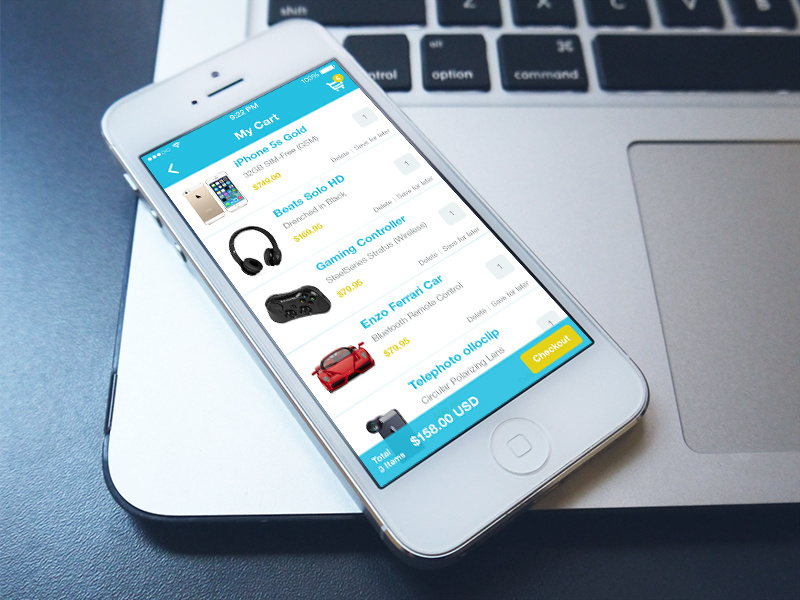 shift
Z
X
C
V
B
control
alt
option
⌘
command
100%
9:22 PM
My Cart
iPhone 5s Gold
32GB SIM-Free (GSM)
$749.00
1
Delete | Save for later
Beats Solo HD
Drenched in Black
$169.95
1
Delete | Save for later
Gaming Controller
SteelSeries Stratus (Wireless)
$79.95
1
Delete | Save for later
Enzo Ferrari Car
Bluetooth Remote Control
$79.95
1
Delete | Save for later
Telephoto olloclip
Circular Polarizing Lens
1
Total
3 Items
$158.00 USD
Checkout